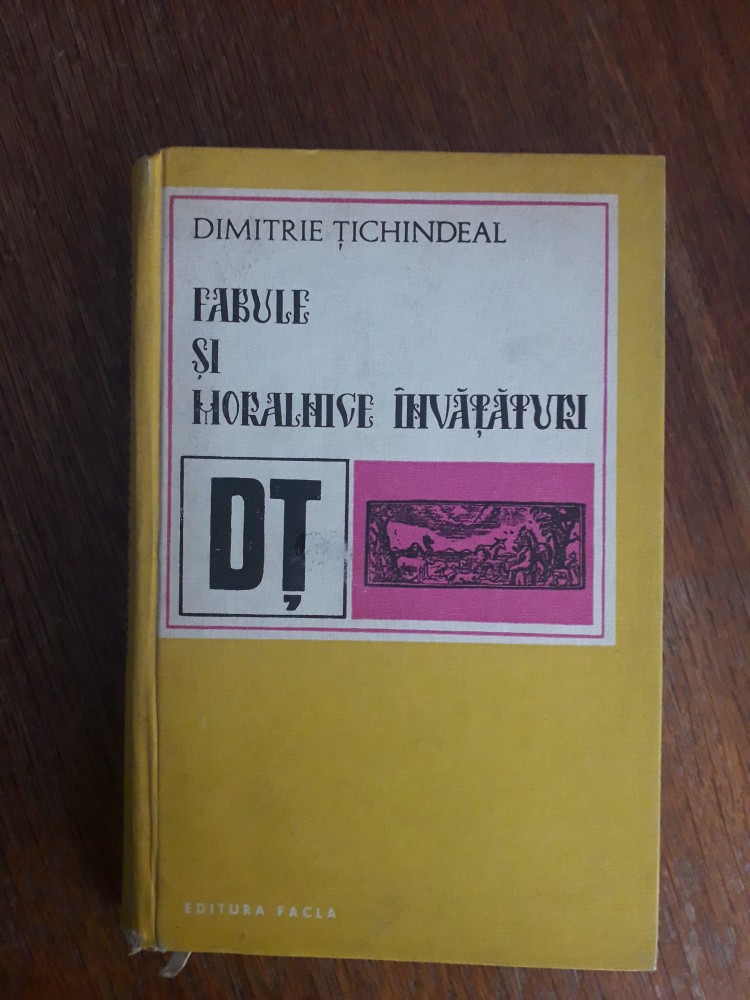 DIMITRIE ȚICHINDEAL
FABULE
ȘI
MORALNICE ÎNVĂȚĂTURI
DȚ
EDITURA FACLA